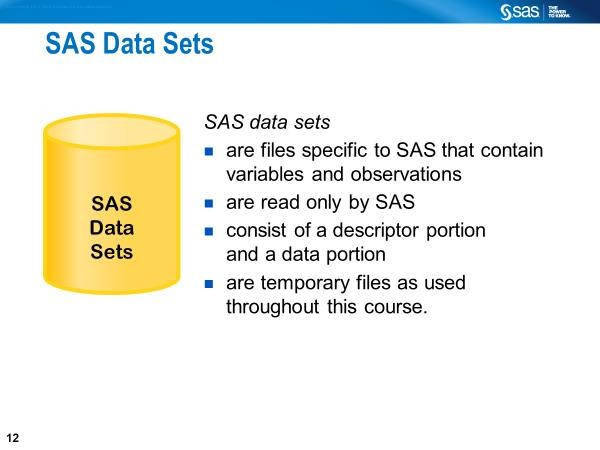 sas
THE
POWER
TO KNOW.
SAS Data Sets
SAS
Data
Sets
SAS data sets
are files specific to SAS that contain
variables and observations
are read only by SAS
consist of a descriptor portion
and a data portion
are temporary files as used
throughout this course.
12